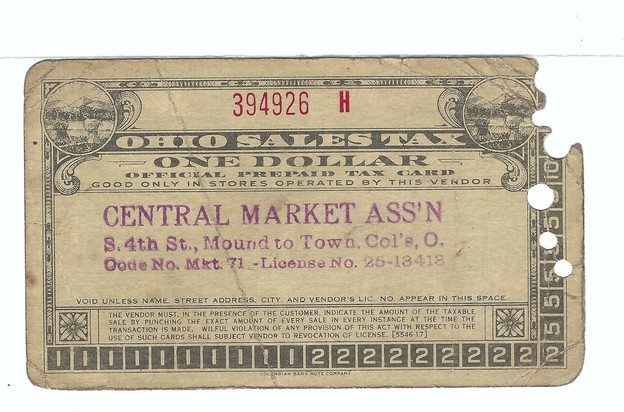 394926 H
OHIO SALES TAX
ONE DOLLAR
OFFICIAL PREPAID TAX CARD
GOOD ONLY IN STORES OPERATED BY THIS VENDOR
CENTRAL MARKET ASS'N
S. 4th St., Mound to Town, Col's, O.
Code No. Mkt. 71 -License No. 25-13418
VOID UNLESS NAME, STREET ADDRESS, CITY, AND VENDOR'S LIC. NO. APPEAR IN THIS SPACE
THE VENDOR MUST, IN THE PRESENCE OF THE CUSTOMER, INDICATE THE AMOUNT OF THE TAXABLE
SALE BY PUNCHING THE EXACT AMOUNT OF EVERY SALE IN EVERY INSTANCE AT THE TIME THE
TRANSACTION IS MADE. WILFUL VIOLATION OF ANY PROVISION OF THIS ACT WITH RESPECT TO THE
USE OF SUCH CARDS SHALL SUBJECT VENDOR TO REVOCATION OF LICENSE. [5546-17]
1 1 1 1 1 1 1 1 1 1 2 2 2 2 2 2 2 2 2 2
5 5 5 5 5 10
COLUMBIAN BANK NOTE COMPANY